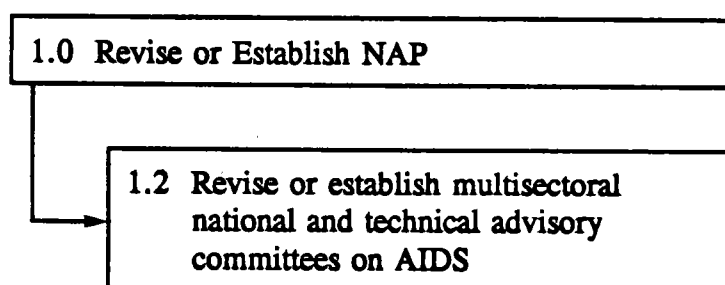 1.0 Revise or Establish NAP
1.2 Revise or establish multisectoral
national and technical advisory
committees on AIDS